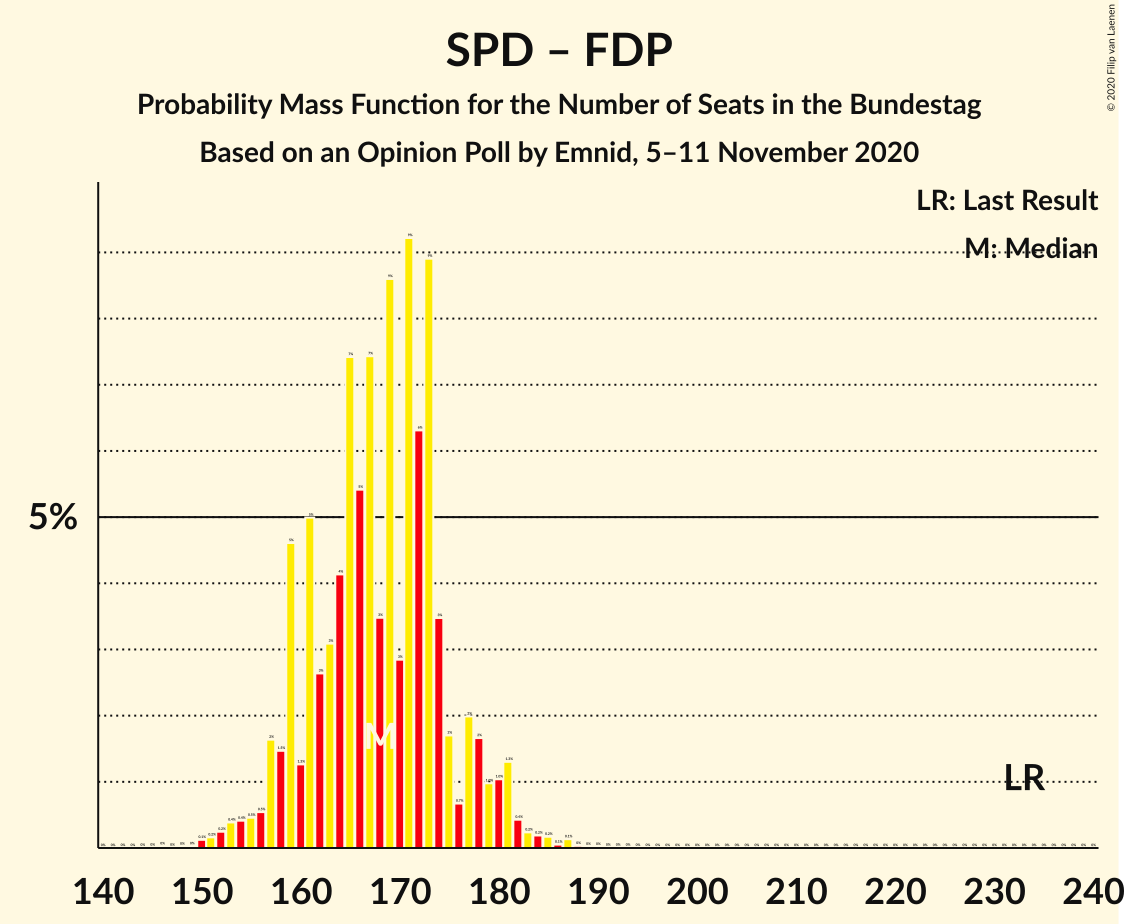 © 2020 Filip van Laenen
SPD – FDP
Probability Mass Function for the Number of Seats in the Bundestag
Based on an Opinion Poll by Emnid, 5–11 November 2020
LR: Last Result
M: Median
5%
M
LR
140 150 160 170 180 190 200 210 220 230 240